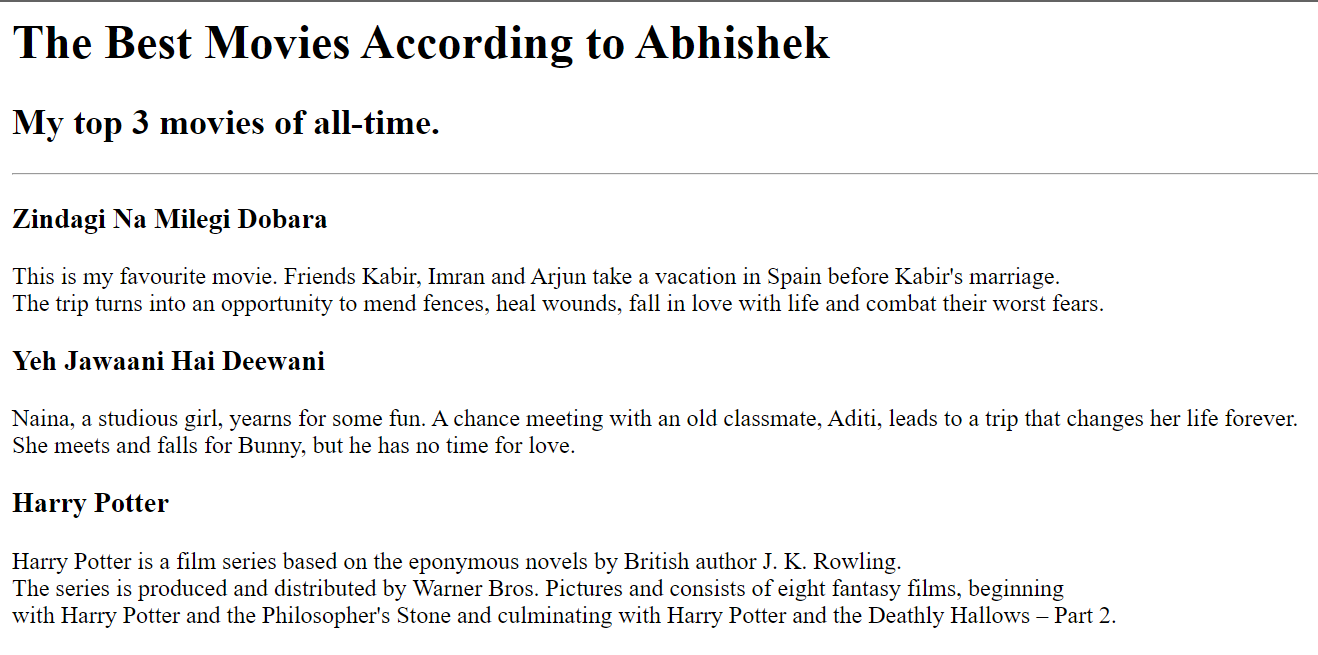 The Best Movies According to Abhishek
My top 3 movies of all-time.
Zindagi Na Milegi Dobara
This is my favourite movie. Friends Kabir, Imran and Arjun take a vacation in Spain before Kabir's marriage.
The trip turns into an opportunity to mend fences, heal wounds, fall in love with life and combat their worst fears.
Yeh Jawaani Hai Deewani
Naina, a studious girl, yearns for some fun. A chance meeting with an old classmate, Aditi, leads to a trip that changes her life forever.
She meets and falls for Bunny, but he has no time for love.
Harry Potter
Harry Potter is a film series based on the eponymous novels by British author J. K. Rowling.
The series is produced and distributed by Warner Bros. Pictures and consists of eight fantasy films, beginning
with Harry Potter and the Philosopher's Stone and culminating with Harry Potter and the Deathly Hallows – Part 2.